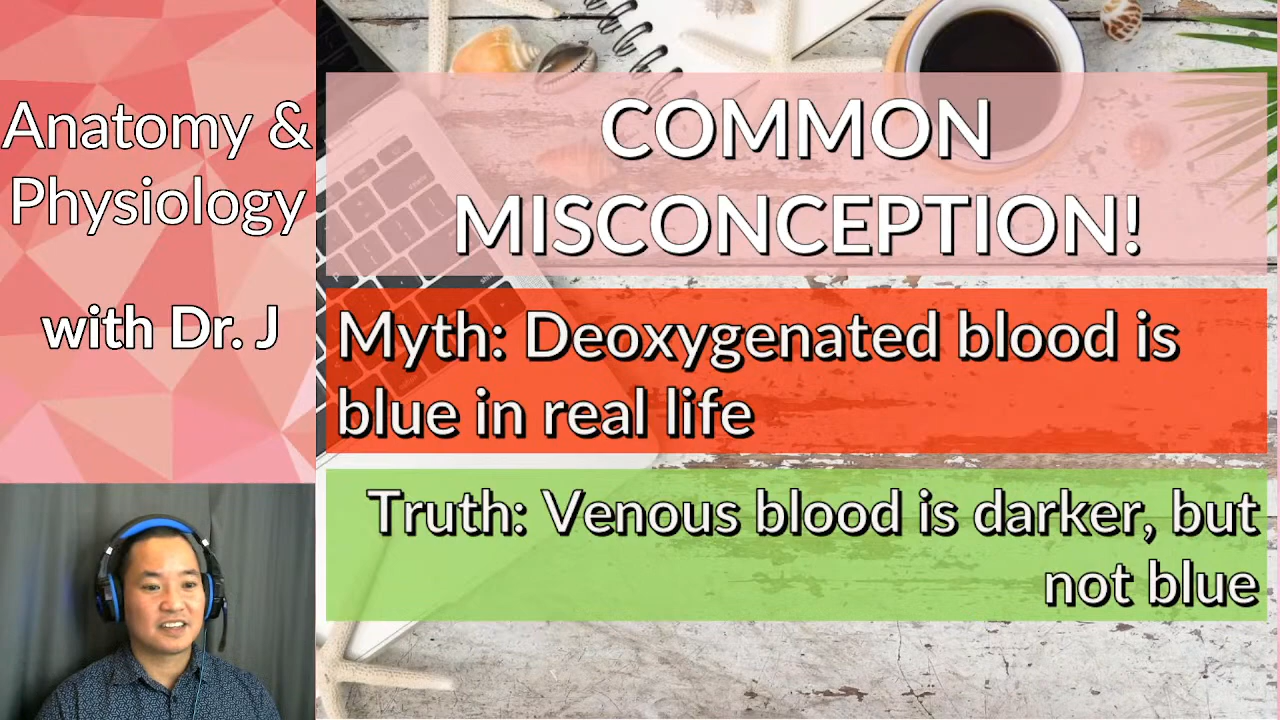 Anatomy &
Physiology
with Dr. J
COMMON
MISCONCEPTION!
Myth: Deoxygenated blood is
blue in real life
Truth: Venous blood is darker, but
not blue